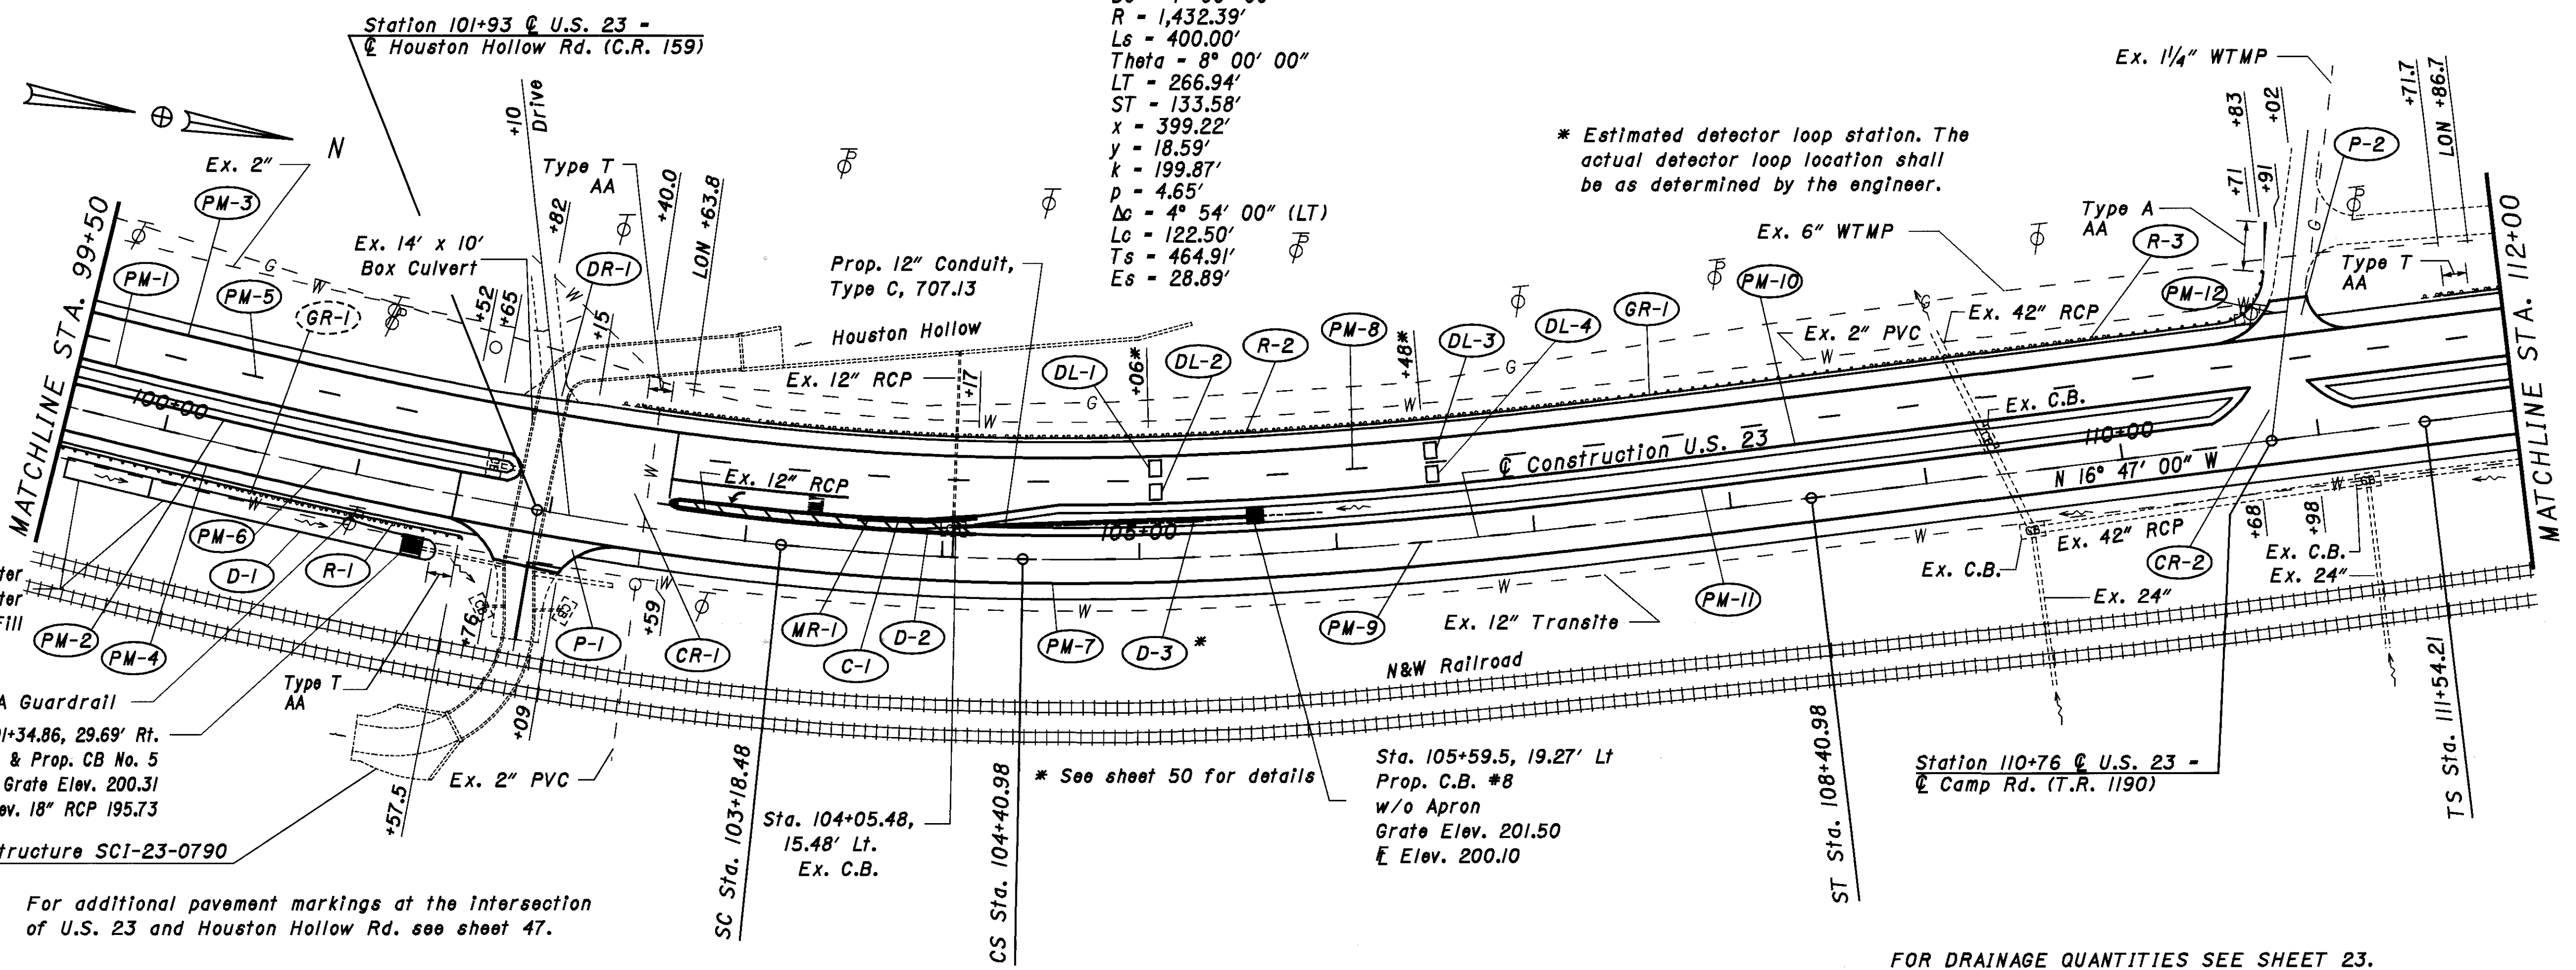 Station 101+93 ℄ U.S. 23 -
℄ Houston Hollow Rd. (C.R. 159)
R - 1,432.39'
Ls - 400.00'
Theta - 8° 00' 00"
LT - 266.94'
ST - 133.58'
x - 399.22'
y - 18.59'
k - 199.87'
p - 4.65'
Δc - 4° 54' 00" (LT)
Lc - 122.50'
Ts - 464.91'
Es - 28.89'
* Estimated detector loop station. The
actual detector loop location shall
be as determined by the engineer.
Ex. 1¼" WTMP
+71.7
LON +86.7
+83
+02
+71
+91
P-2
N
+10
Drive
Ex. 2"
PM-3
Type T
AA
+40.0
LON +63.8
+82
DR-1
Ex. 14' x 10'
Box Culvert
PM-1
PM-5
GR-1
+52
+65
+15
MATCHLINE STA. 99+50
Prop. 12" Conduit,
Type C, 707.13
Houston Hollow
Ex. 12" RCP
+17
DL-1
+06*
DL-2
R-2
PM-8
+48*
DL-3
DL-4
GR-1
PM-10
Ex. 6" WTMP
Type A
AA
R-3
PM-12
Type T
AA
Ex. 42" RCP
Ex. 2" PVC
MATCHLINE STA. 112+00
G
W
G
W
W
W
W
G
W
W
G
G
W
100+00
Ex. 12" RCP
105+00
℄ Construction U.S. 23
Ex. C.B.
110+00
N 16° 47' 00" W
PM-6
D-1
R-1
PM-2
PM-4
ter
ter
Fill
+76
P-1
+59
CR-1
MR-1
C-1
D-2
PM-7
D-3 *
PM-9
PM-11
Ex. 12" Transite
Ex. C.B.
Ex. 42" RCP
CR-2
+68
+98
Ex. C.B.
Ex. 24"
Ex. 24"
N&W Railroad
A Guardrail
Type T
AA
1+34.86, 29.69' Rt.
& Prop. CB No. 5
Grate Elev. 200.31
ev. 18" RCP 195.73
+57.5
+09
Ex. 2" PVC
tructure SCI-23-0790
SC Sta. 103+18.48
Sta. 104+05.48,
15.48' Lt.
Ex. C.B.
CS Sta. 104+40.98
* See sheet 50 for details
Sta. 105+59.5, 19.27' Lt
Prop. C.B. #8
w/o Apron
Grate Elev. 201.50
Elev. 200.10
ST Sta. 108+40.98
Station 110+76 ℄ U.S. 23 -
℄ Camp Rd. (T.R. 1190)
TS Sta. 111+54.21
For additional pavement markings at the intersection
of U.S. 23 and Houston Hollow Rd. see sheet 47.
FOR DRAINAGE QUANTITIES SEE SHEET 23.